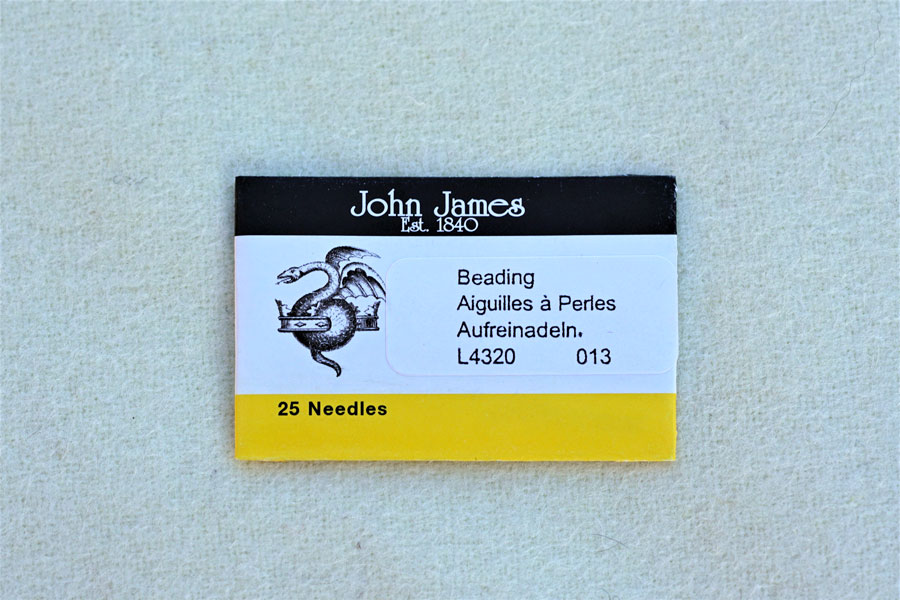 John James
Est. 1840
Beading
Aiguilles à Perles
Aufreinadeln.
L4320 013
25 Needles